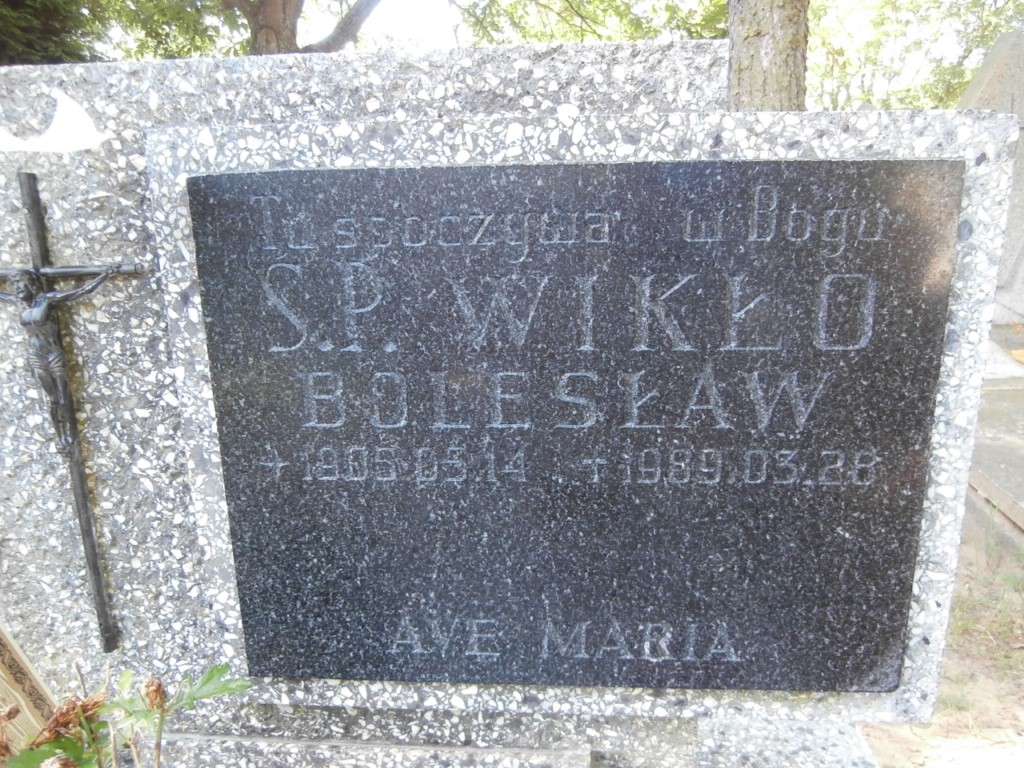 Tu spoczywa w Bogu
Ś.P. WIKŁO
BOLESŁAW
+ 1905.05.14 + 1989.03.28
AVE MARIA